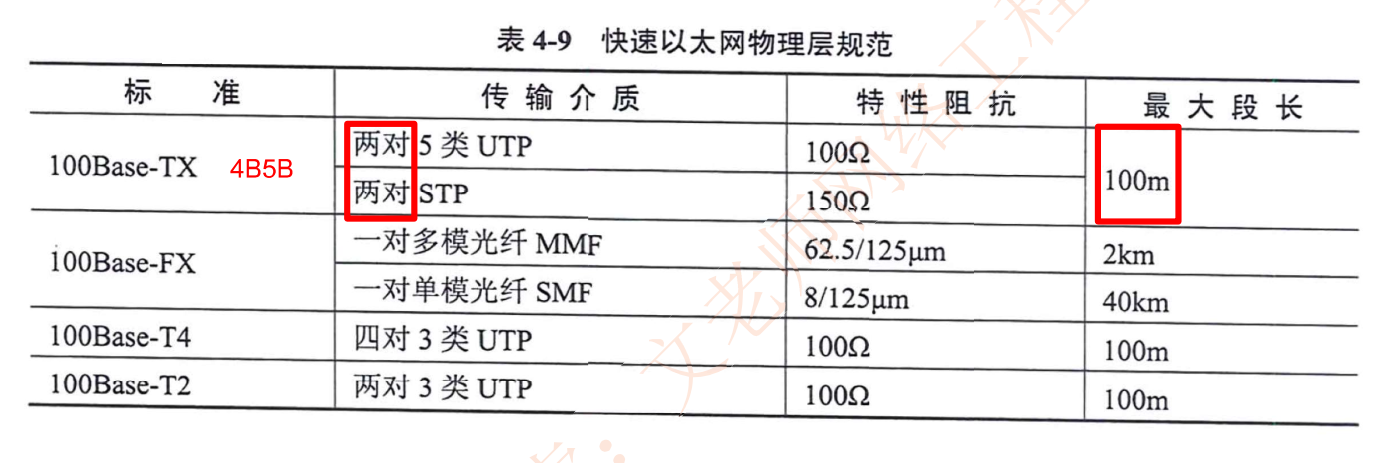 表 4-9 快速以太网物理层规范
标 准 传 输 介 质 特 性 阻 抗 最 大 段 长
100Base-TX 4B5B 两对 5 类 UTP 100Ω 100m
两对 STP 150Ω
100Base-FX 一对多模光纤 MMF 62.5/125μm 2km
一对单模光纤 SMF 8/125μm 40km
100Base-T4 四对 3 类 UTP 100Ω 100m
100Base-T2 两对 3 类 UTP 100Ω 100m
文老师网络工程